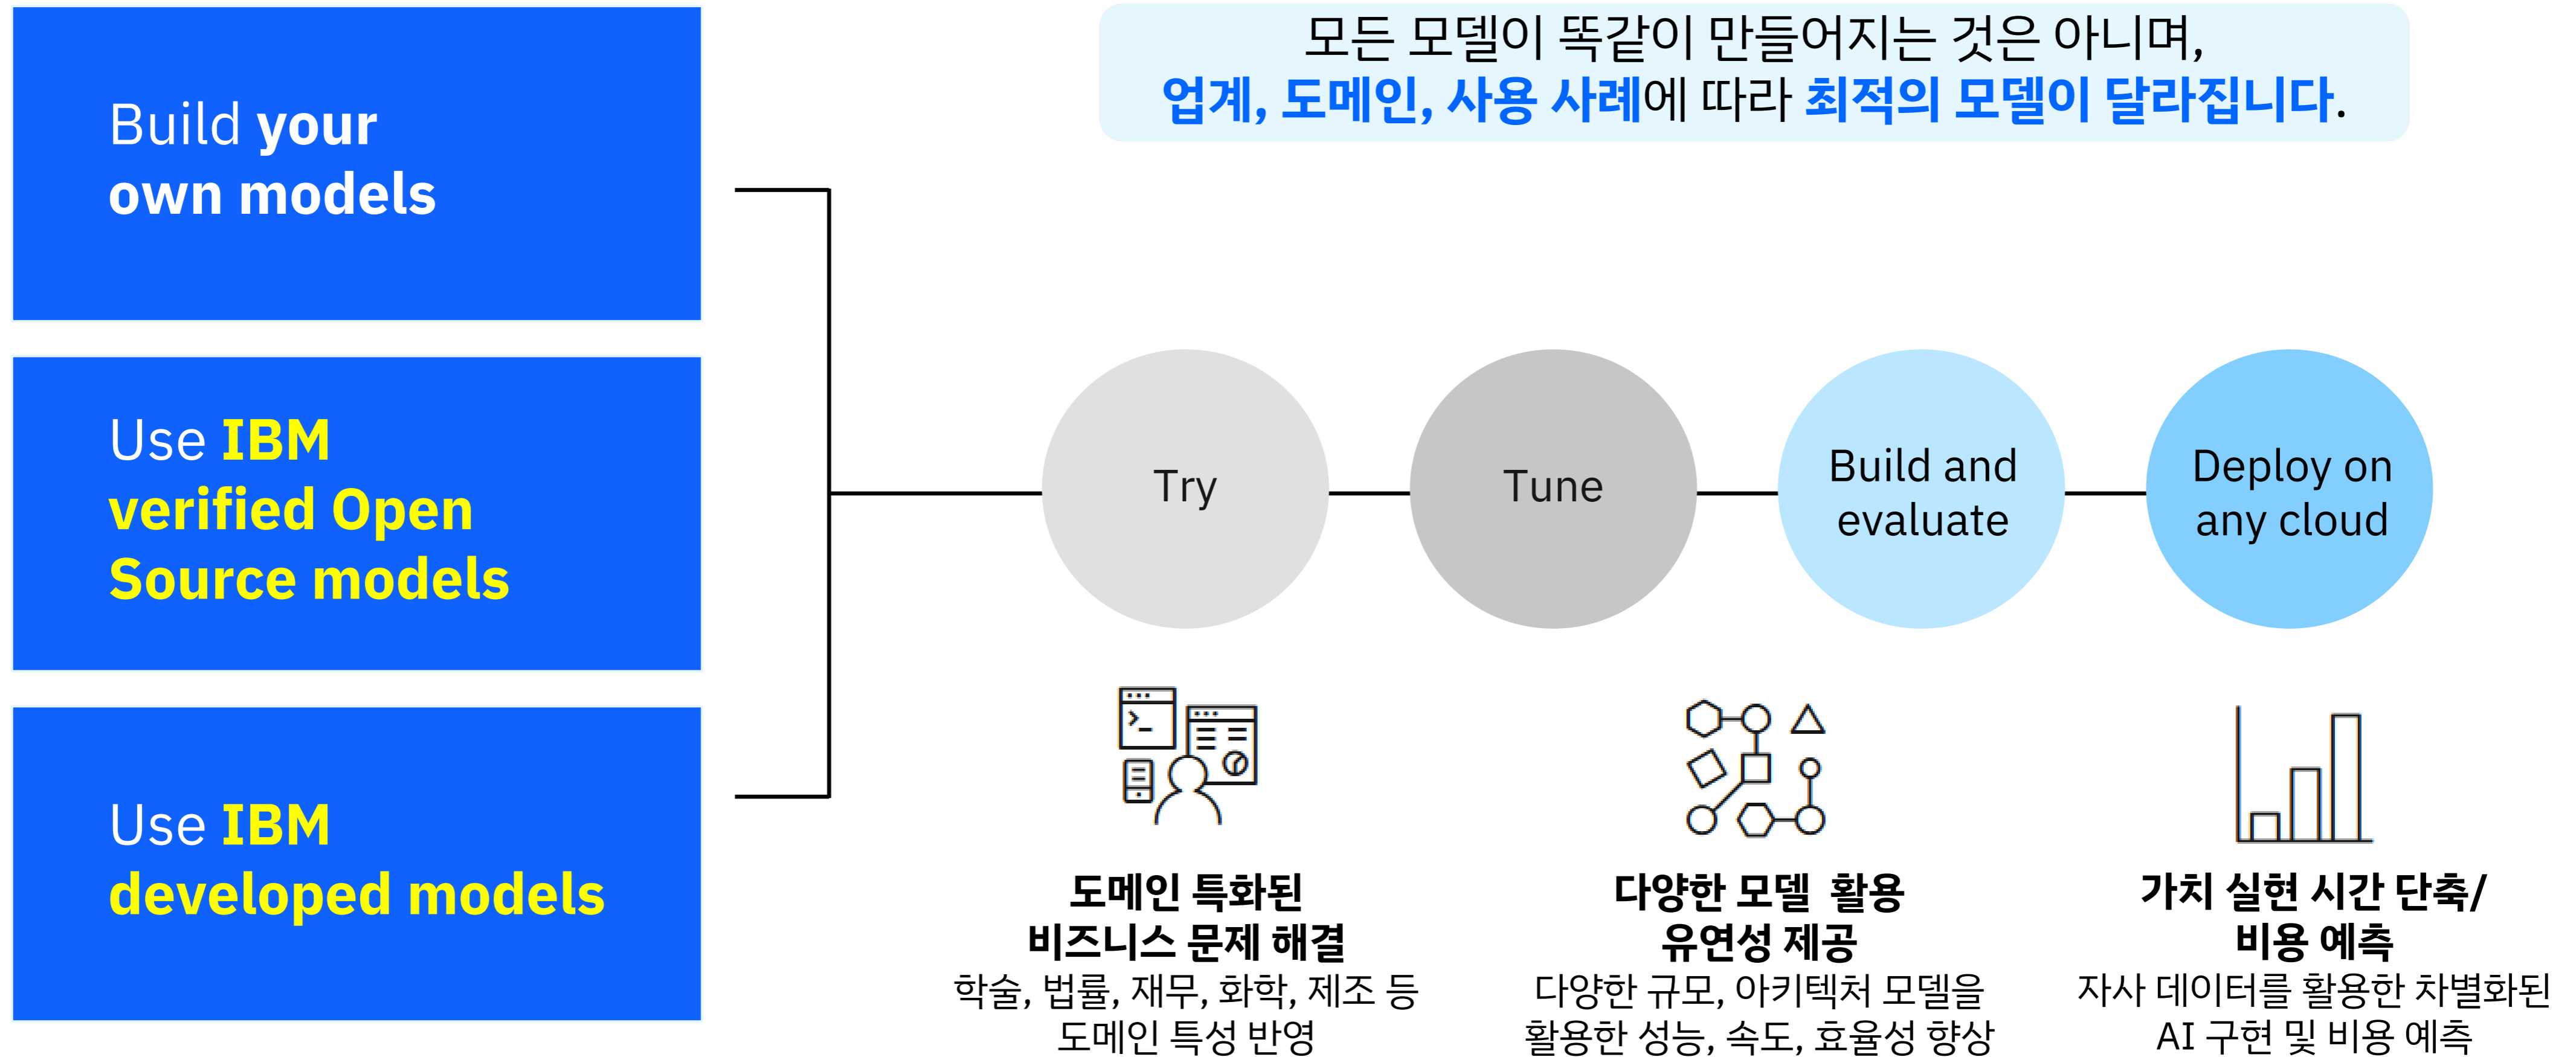 모든 모델이 똑같이 만들어지는 것은 아니며,
업계, 도메인, 사용 사례에 따라 최적의 모델이 달라집니다.
Build your
own models
Use IBM
verified Open
Source models
Use IBM
developed models
Try
Tune
Build and
evaluate
Deploy on
any cloud
도메인 특화된
비즈니스 문제 해결
학술, 법률, 재무, 화학, 제조 등
도메인 특성 반영
다양한 모델 활용
유연성 제공
다양한 규모, 아키텍처 모델을
활용한 성능, 속도, 효율성 향상
가치 실현 시간 단축/
비용 예측
자사 데이터를 활용한 차별화된
AI 구현 및 비용 예측